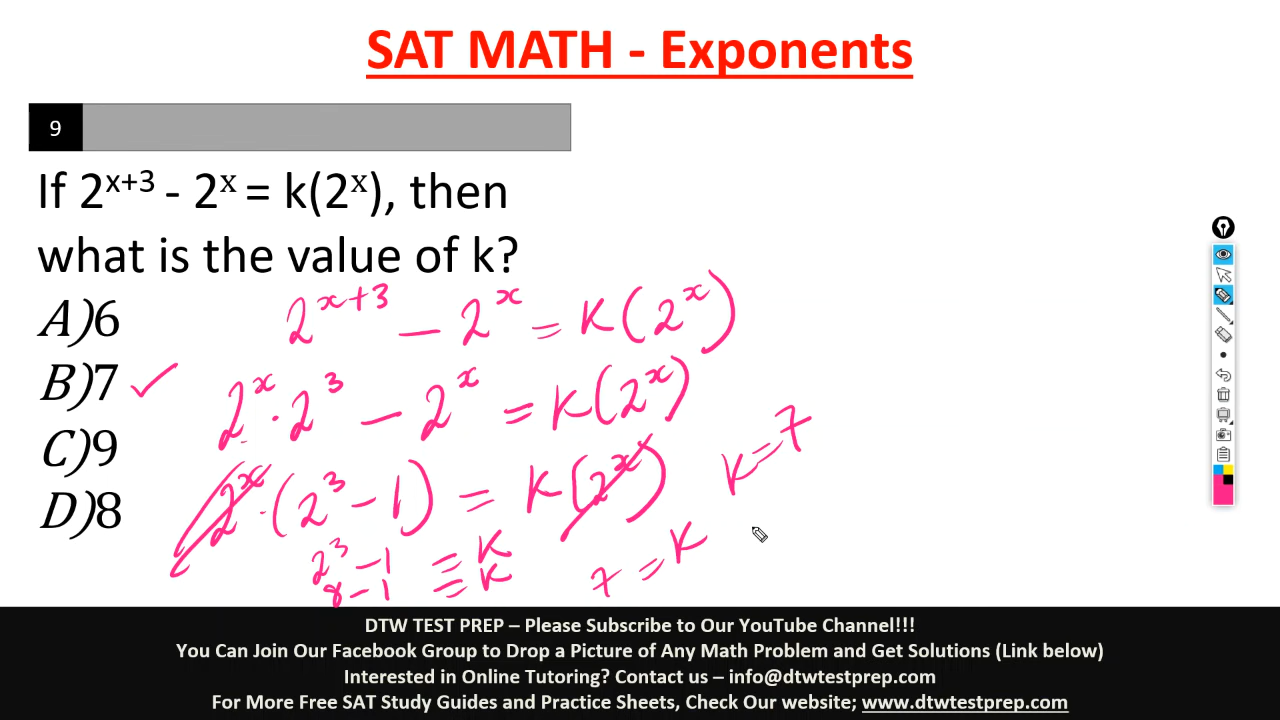 SAT MATH - Exponents
9
If 2^{x+3} - 2^x = k(2^x), then
what is the value of k?
A)6
B)7 ✓
C)9
D)8
2^{x+3} - 2^x = k(2^x)
2^x · 2^3 - 2^x = k(2^x)
2^x · (2^3 - 1) = k(2^x)
2^3 - 1 = k
8 - 1 = k
7 = k
k = 7
DTW TEST PREP – Please Subscribe to Our YouTube Channel!!!
You Can Join Our Facebook Group to Drop a Picture of Any Math Problem and Get Solutions (Link below)
Interested in Online Tutoring? Contact us – info@dtwtestprep.com
For More Free SAT Study Guides and Practice Sheets, Check Our website; www.dtwtestprep.com